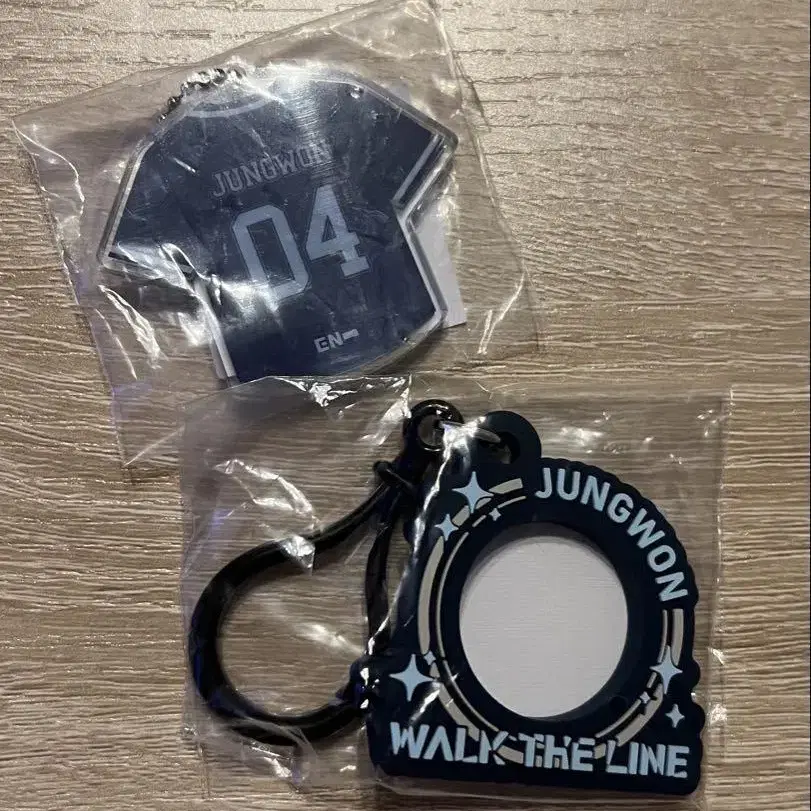 JUNGWON
04
EN-
JUNGWON
WALK THE LINE